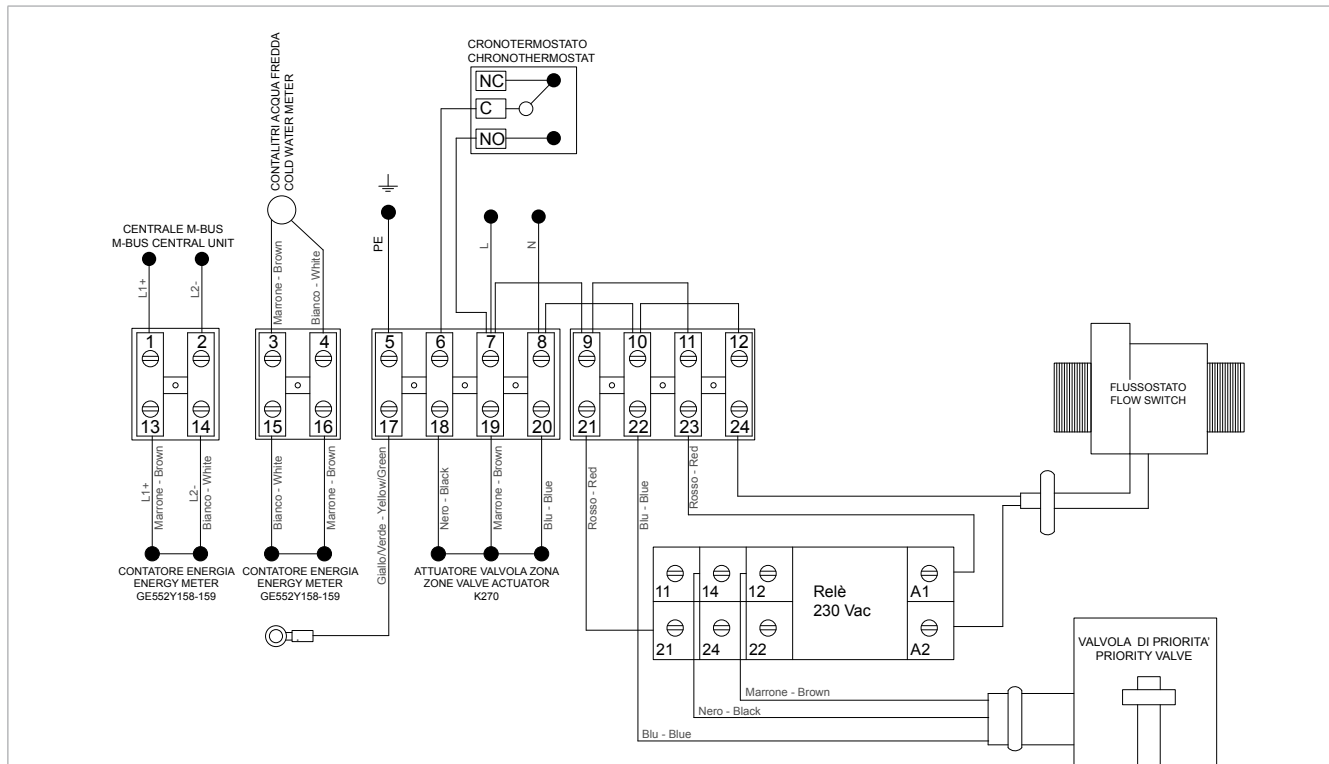 CRONOTERMOSTATO
CHRONOTHERMOSTAT
NC
C
NO
CONTALITRI ACQUA FREDDA
COLD WATER METER
CENTRALE M-BUS
M-BUS CENTRAL UNIT
L1+
L2-
Marrone - Brown
Bianco - White
PE
L
N
1 2
3 4
5 6 7 8
9 10 11 12
13 14
15 16
17 18 19 20
21 22 23 24
L1+
Marrone - Brown
L2-
Bianco - White
Bianco - White
Marrone - Brown
Giallo/Verde - Yellow/Green
Nero - Black
Marrone - Brown
Blu - Blue
Rosso - Red
Blu - Blue
Rosso - Red
FLUSSOSTATO
FLOW SWITCH
CONTATORE ENERGIA
ENERGY METER
GE552Y158-159
CONTATORE ENERGIA
ENERGY METER
GE552Y158-159
ATTUATORE VALVOLA ZONA
ZONE VALVE ACTUATOR
K270
11 14 12
Relè
230 Vac
A1
21 24 22
A2
VALVOLA DI PRIORITA'
PRIORITY VALVE
Marrone - Brown
Nero - Black
Blu - Blue